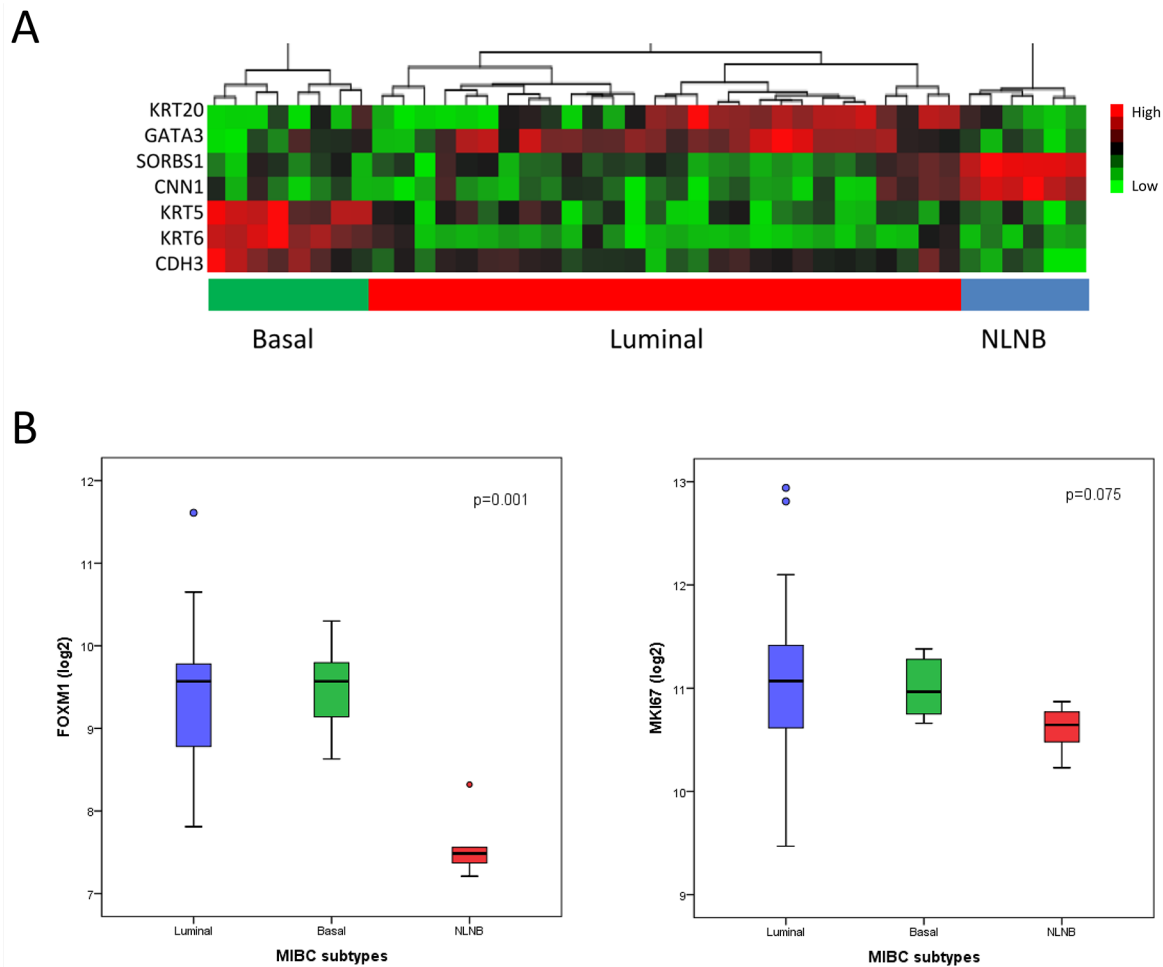 A
KRT20
GATA3
SORBS1
CNN1
KRT5
KRT6
CDH3
High
Low
Basal
Luminal
NLNB
B
12
11
10
9
8
7
FOXM1 (log2)
p=0.001
Luminal
Basal
NLNB
MIBC subtypes
13
12
11
10
9
MKI67 (log2)
p=0.075
Luminal
Basal
NLNB
MIBC subtypes